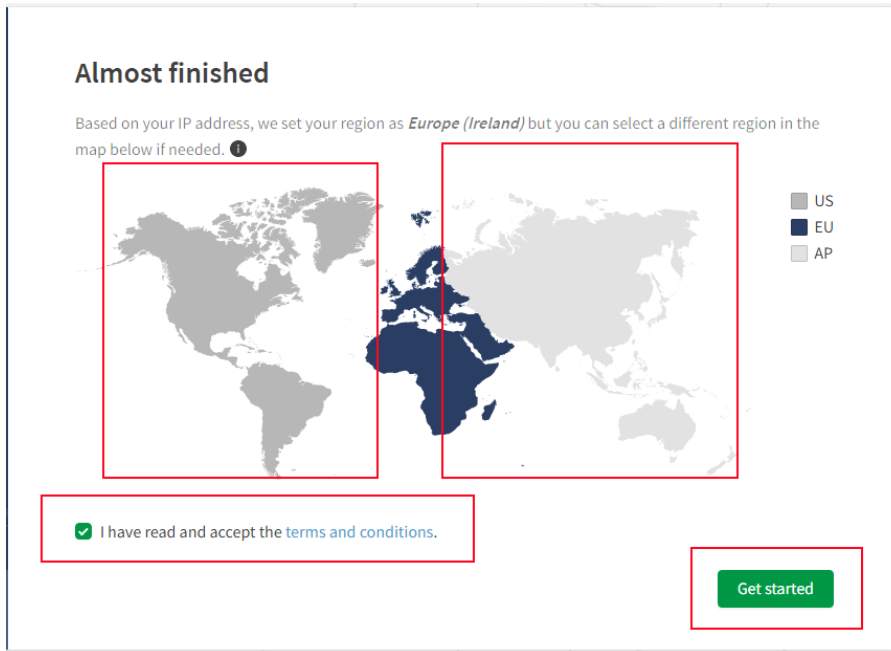 Almost finished
Based on your IP address, we set your region as Europe (Ireland) but you can select a different region in the
map below if needed. i
US
EU
AP
I have read and accept the terms and conditions.
Get started